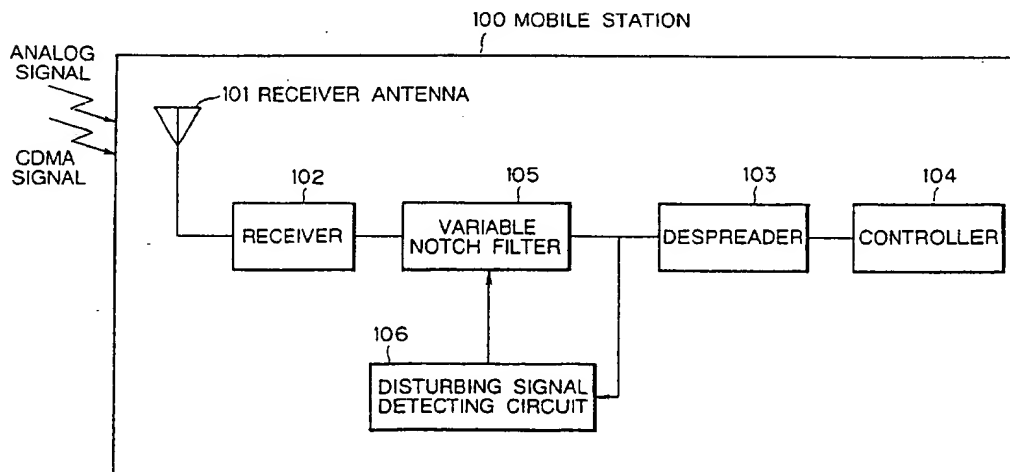 100 MOBILE STATION
ANALOG
SIGNAL
101 RECEIVER ANTENNA
CDMA
SIGNAL
102
105
103
104
RECEIVER
VARIABLE
NOTCH FILTER
DESPREADER
CONTROLLER
106
DISTURBING SIGNAL
DETECTING CIRCUIT